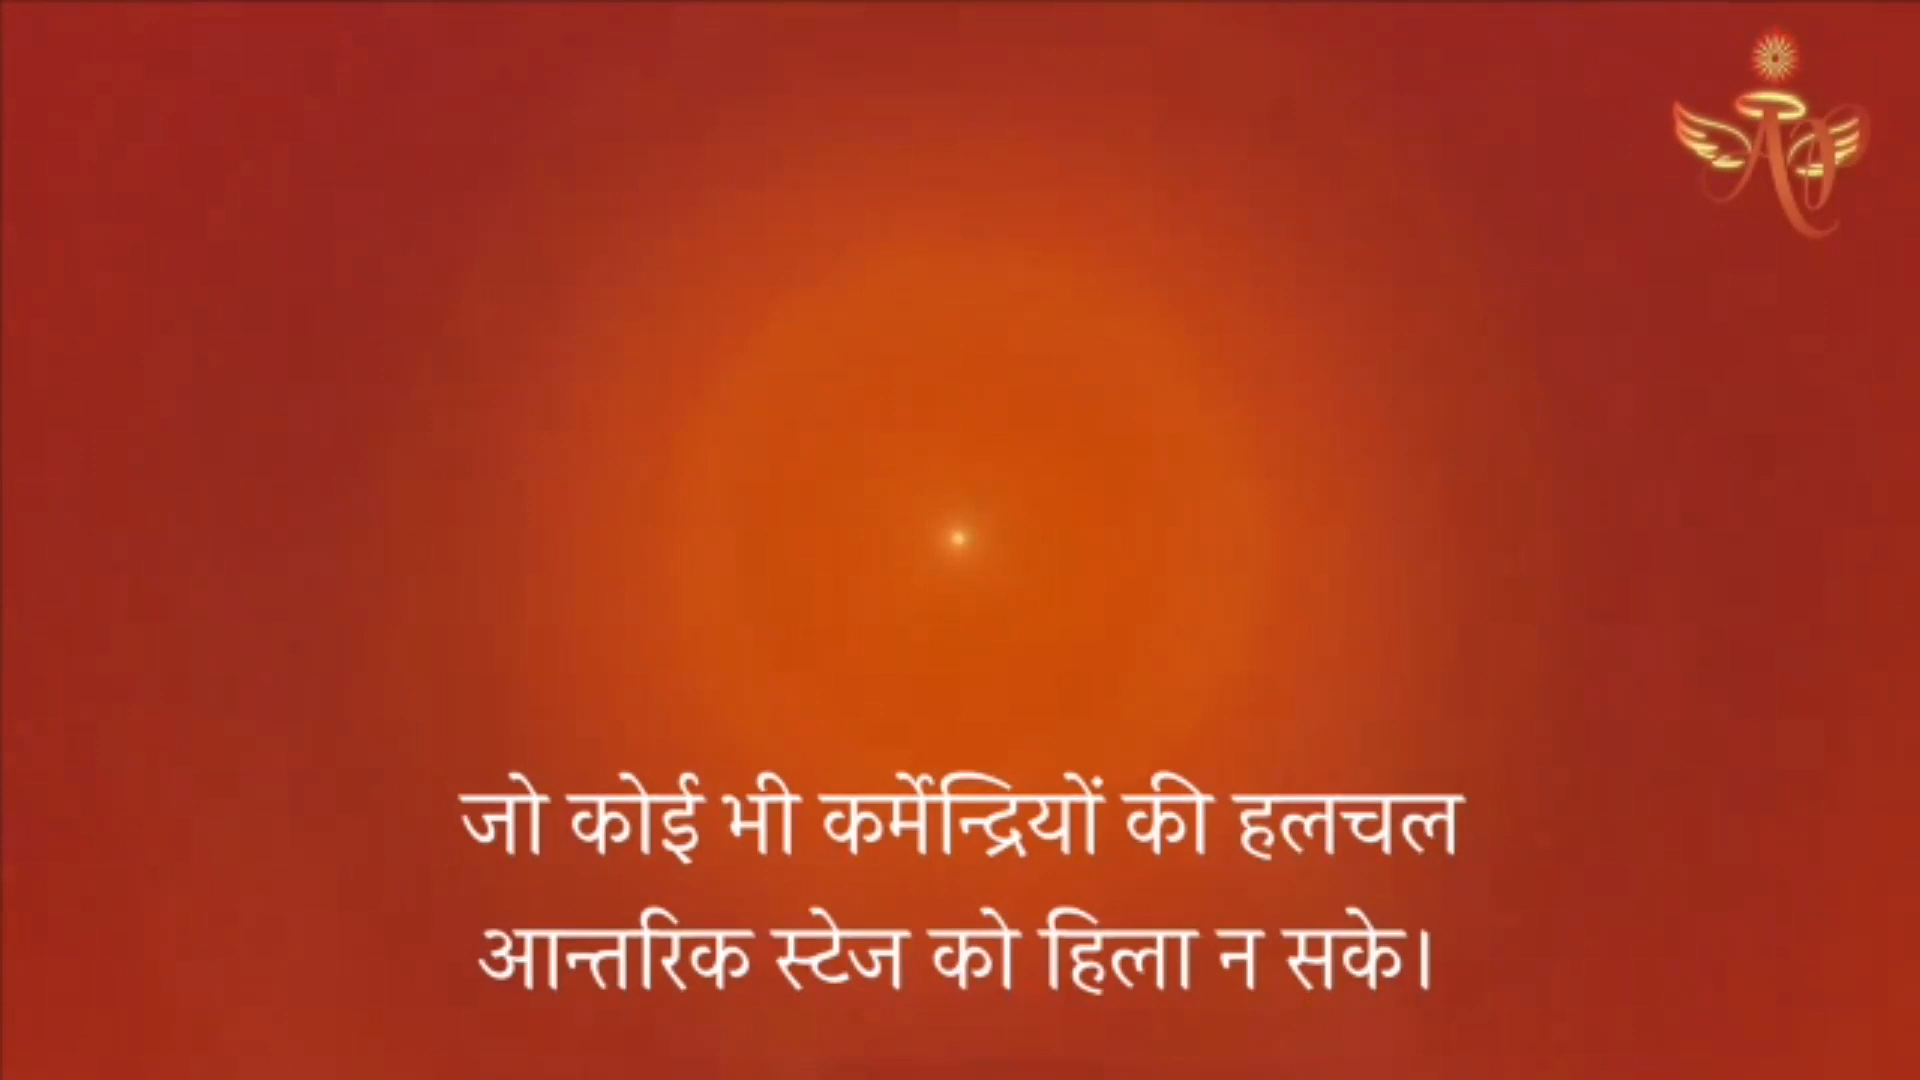 जो कोई भी कर्मेन्द्रियों की हलचल
आन्तरिक स्टेज को हिला न सके।